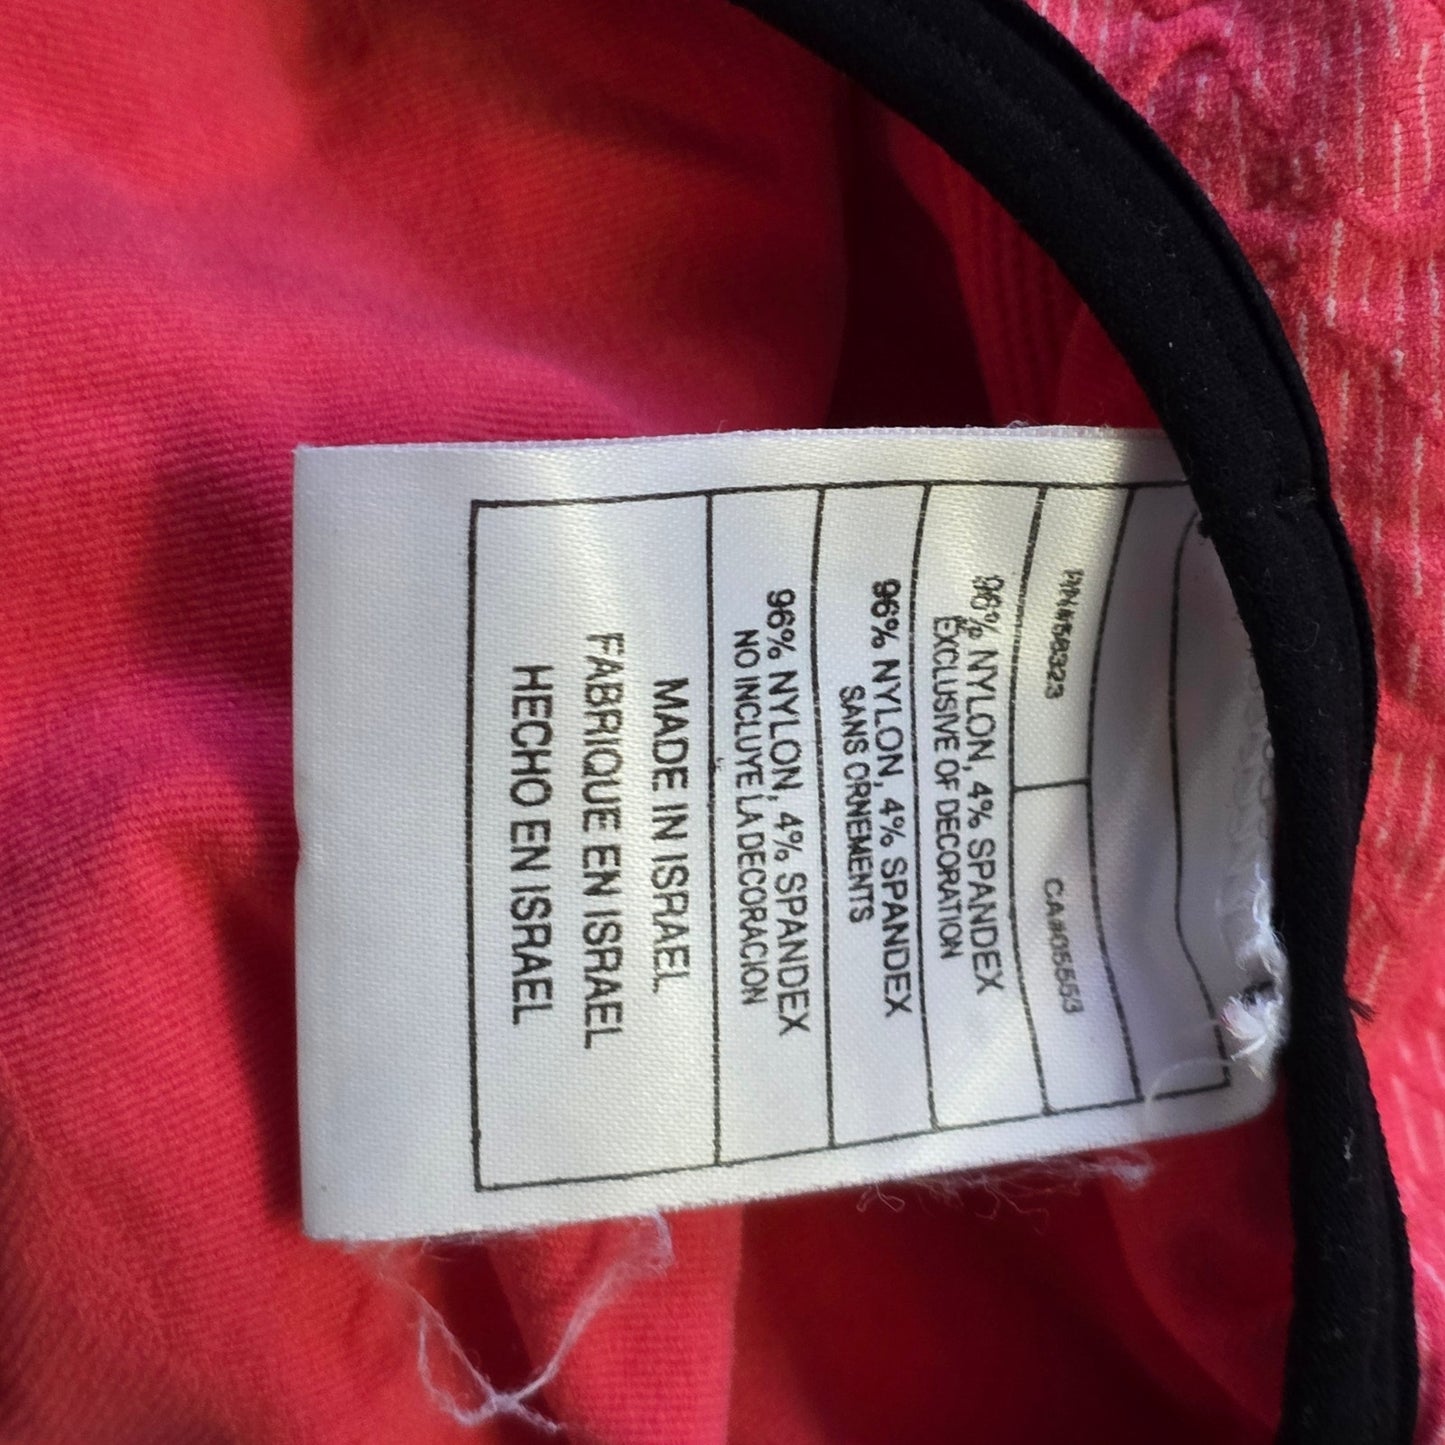 RN#58323 CA#05553
96% NYLON, 4% SPANDEX
EXCLUSIVE OF DECORATION
96% NYLON, 4% SPANDEX
SANS ORNEMENTS
96% NYLON, 4% SPANDEX
NO INCLUYE LA DECORACION
MADE IN ISRAEL
FABRIQUE EN ISRAEL
HECHO EN ISRAEL